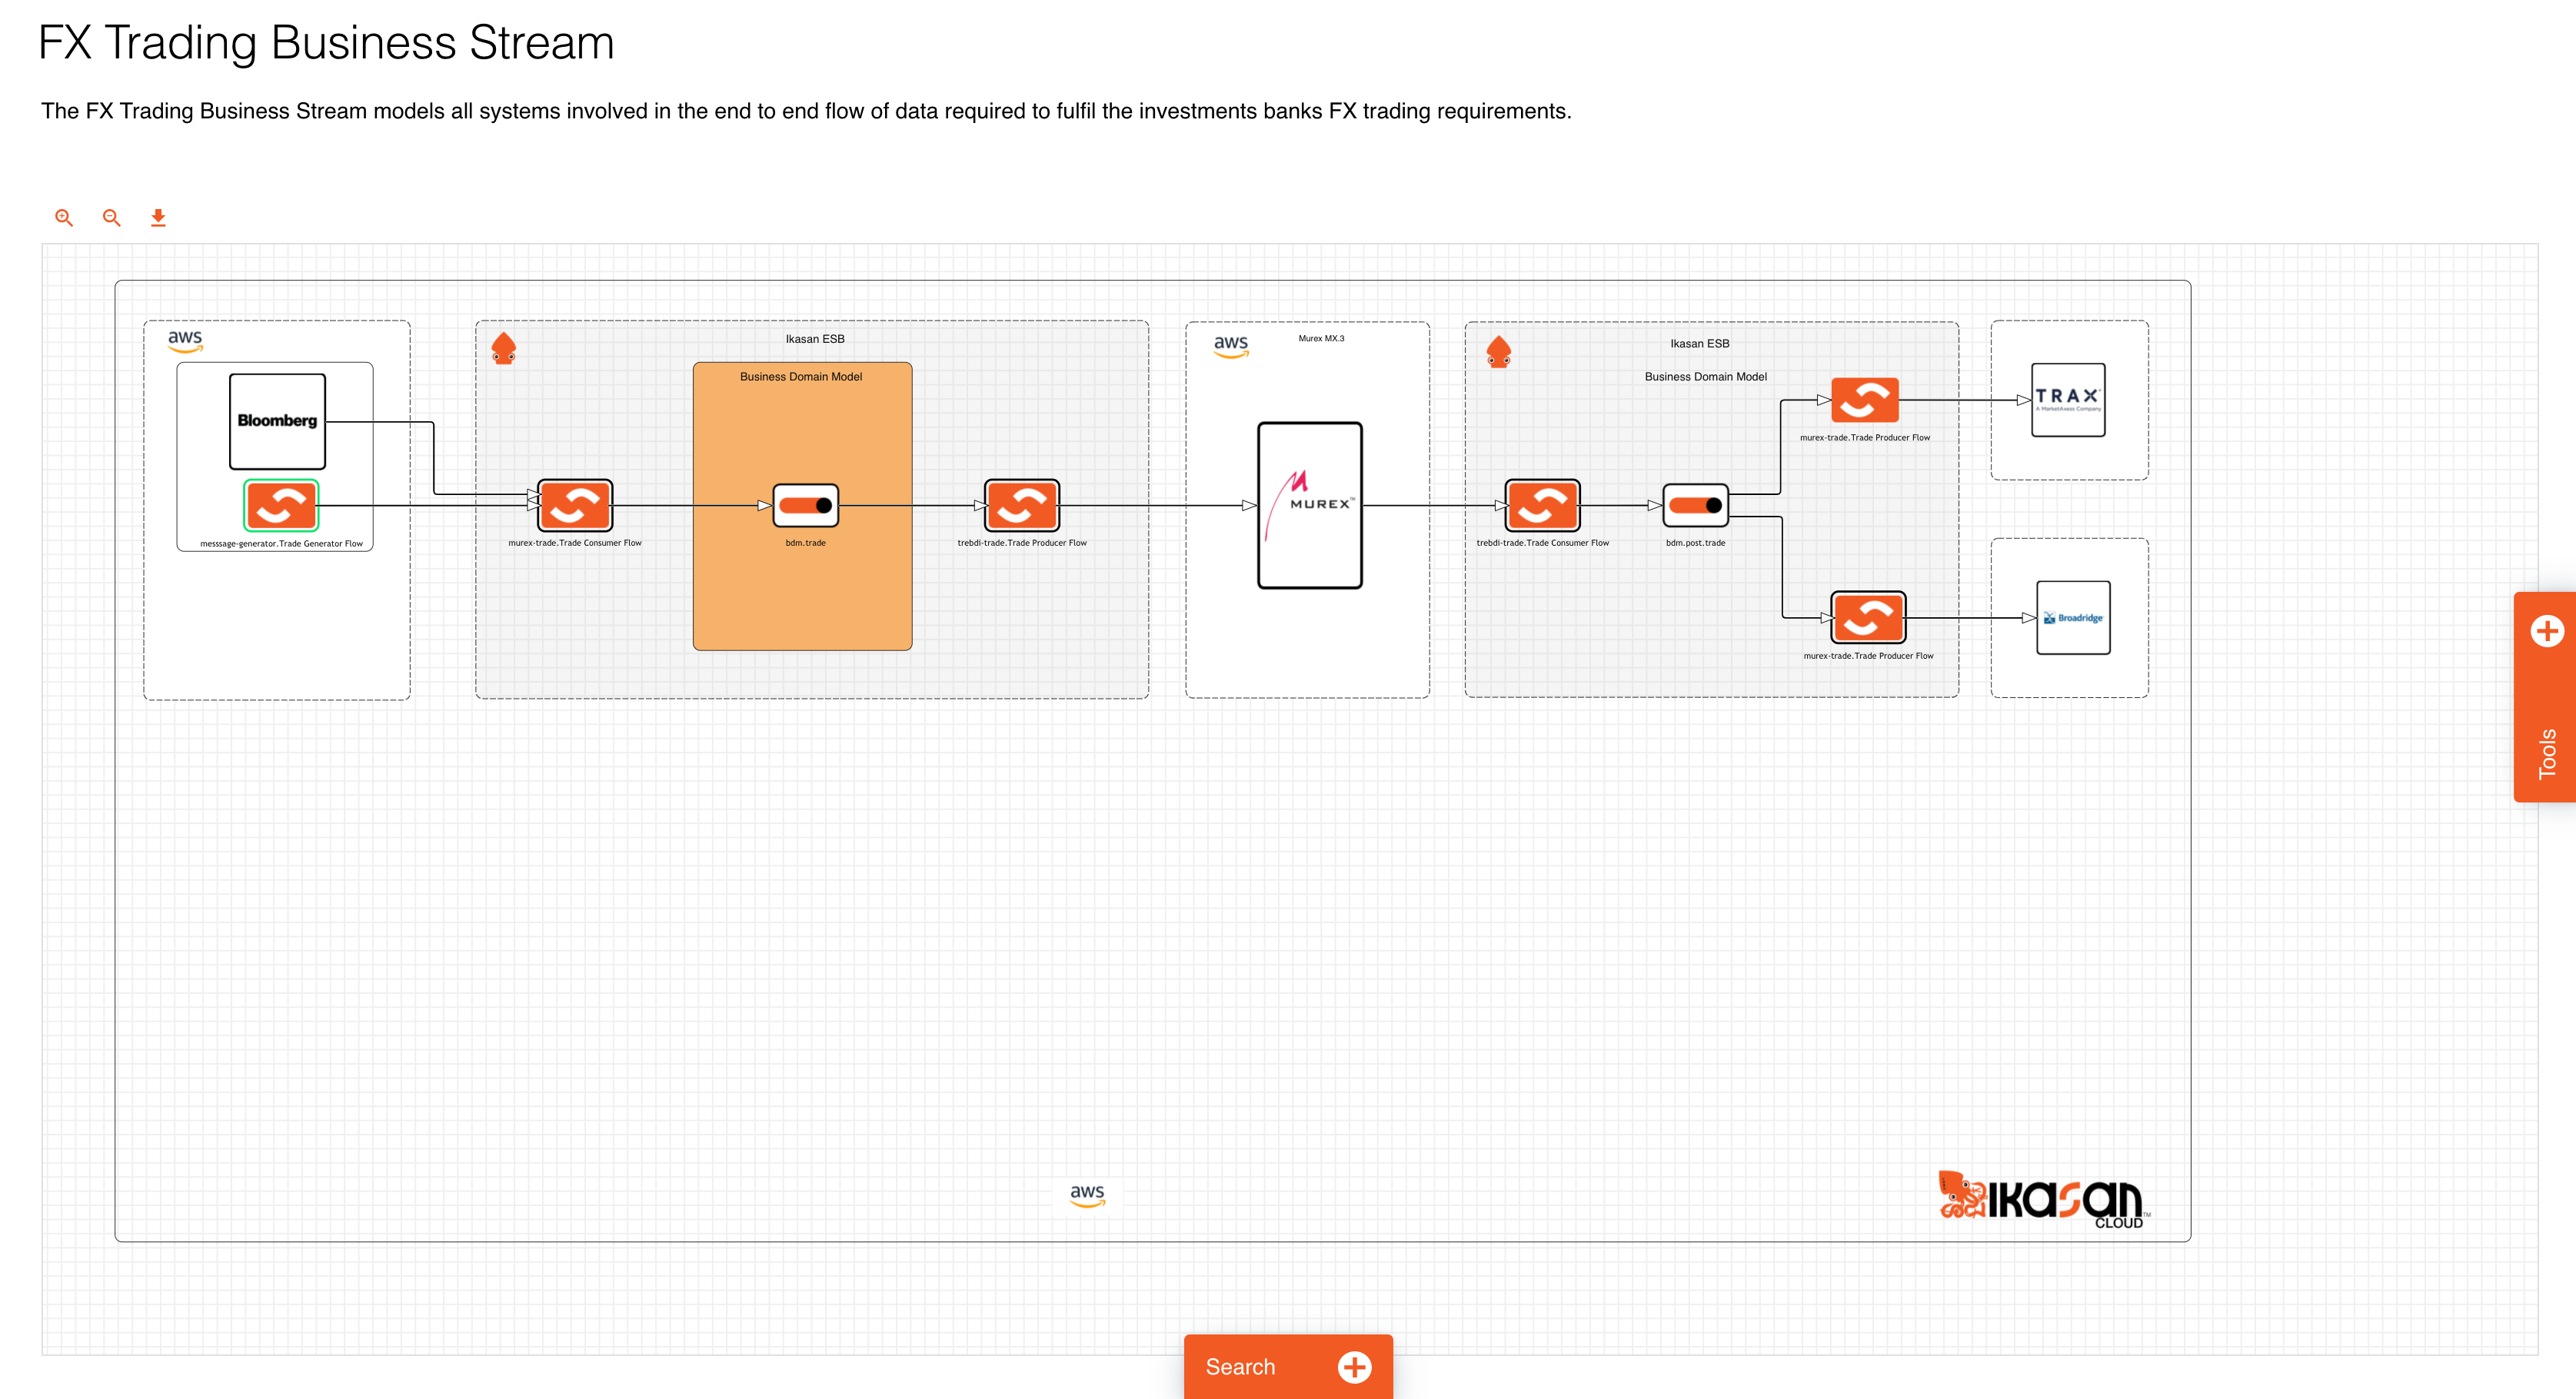 FX Trading Business Stream
The FX Trading Business Stream models all systems involved in the end to end flow of data required to fulfil the investments banks FX trading requirements.
aws
Bloomberg
messsage-generator.Trade Generator Flow
Ikasan ESB
Business Domain Model
murex-trade.Trade Consumer Flow
bdm.trade
trebdi-trade.Trade Producer Flow
aws
Murex MX.3
MUREX™
Ikasan ESB
Business Domain Model
trebdi-trade.Trade Consumer Flow
bdm.post.trade
murex-trade.Trade Producer Flow
murex-trade.Trade Producer Flow
TRAX
A MarketAxess Company
Broadridge
Tools
aws
IKASAN™
CLOUD
Search